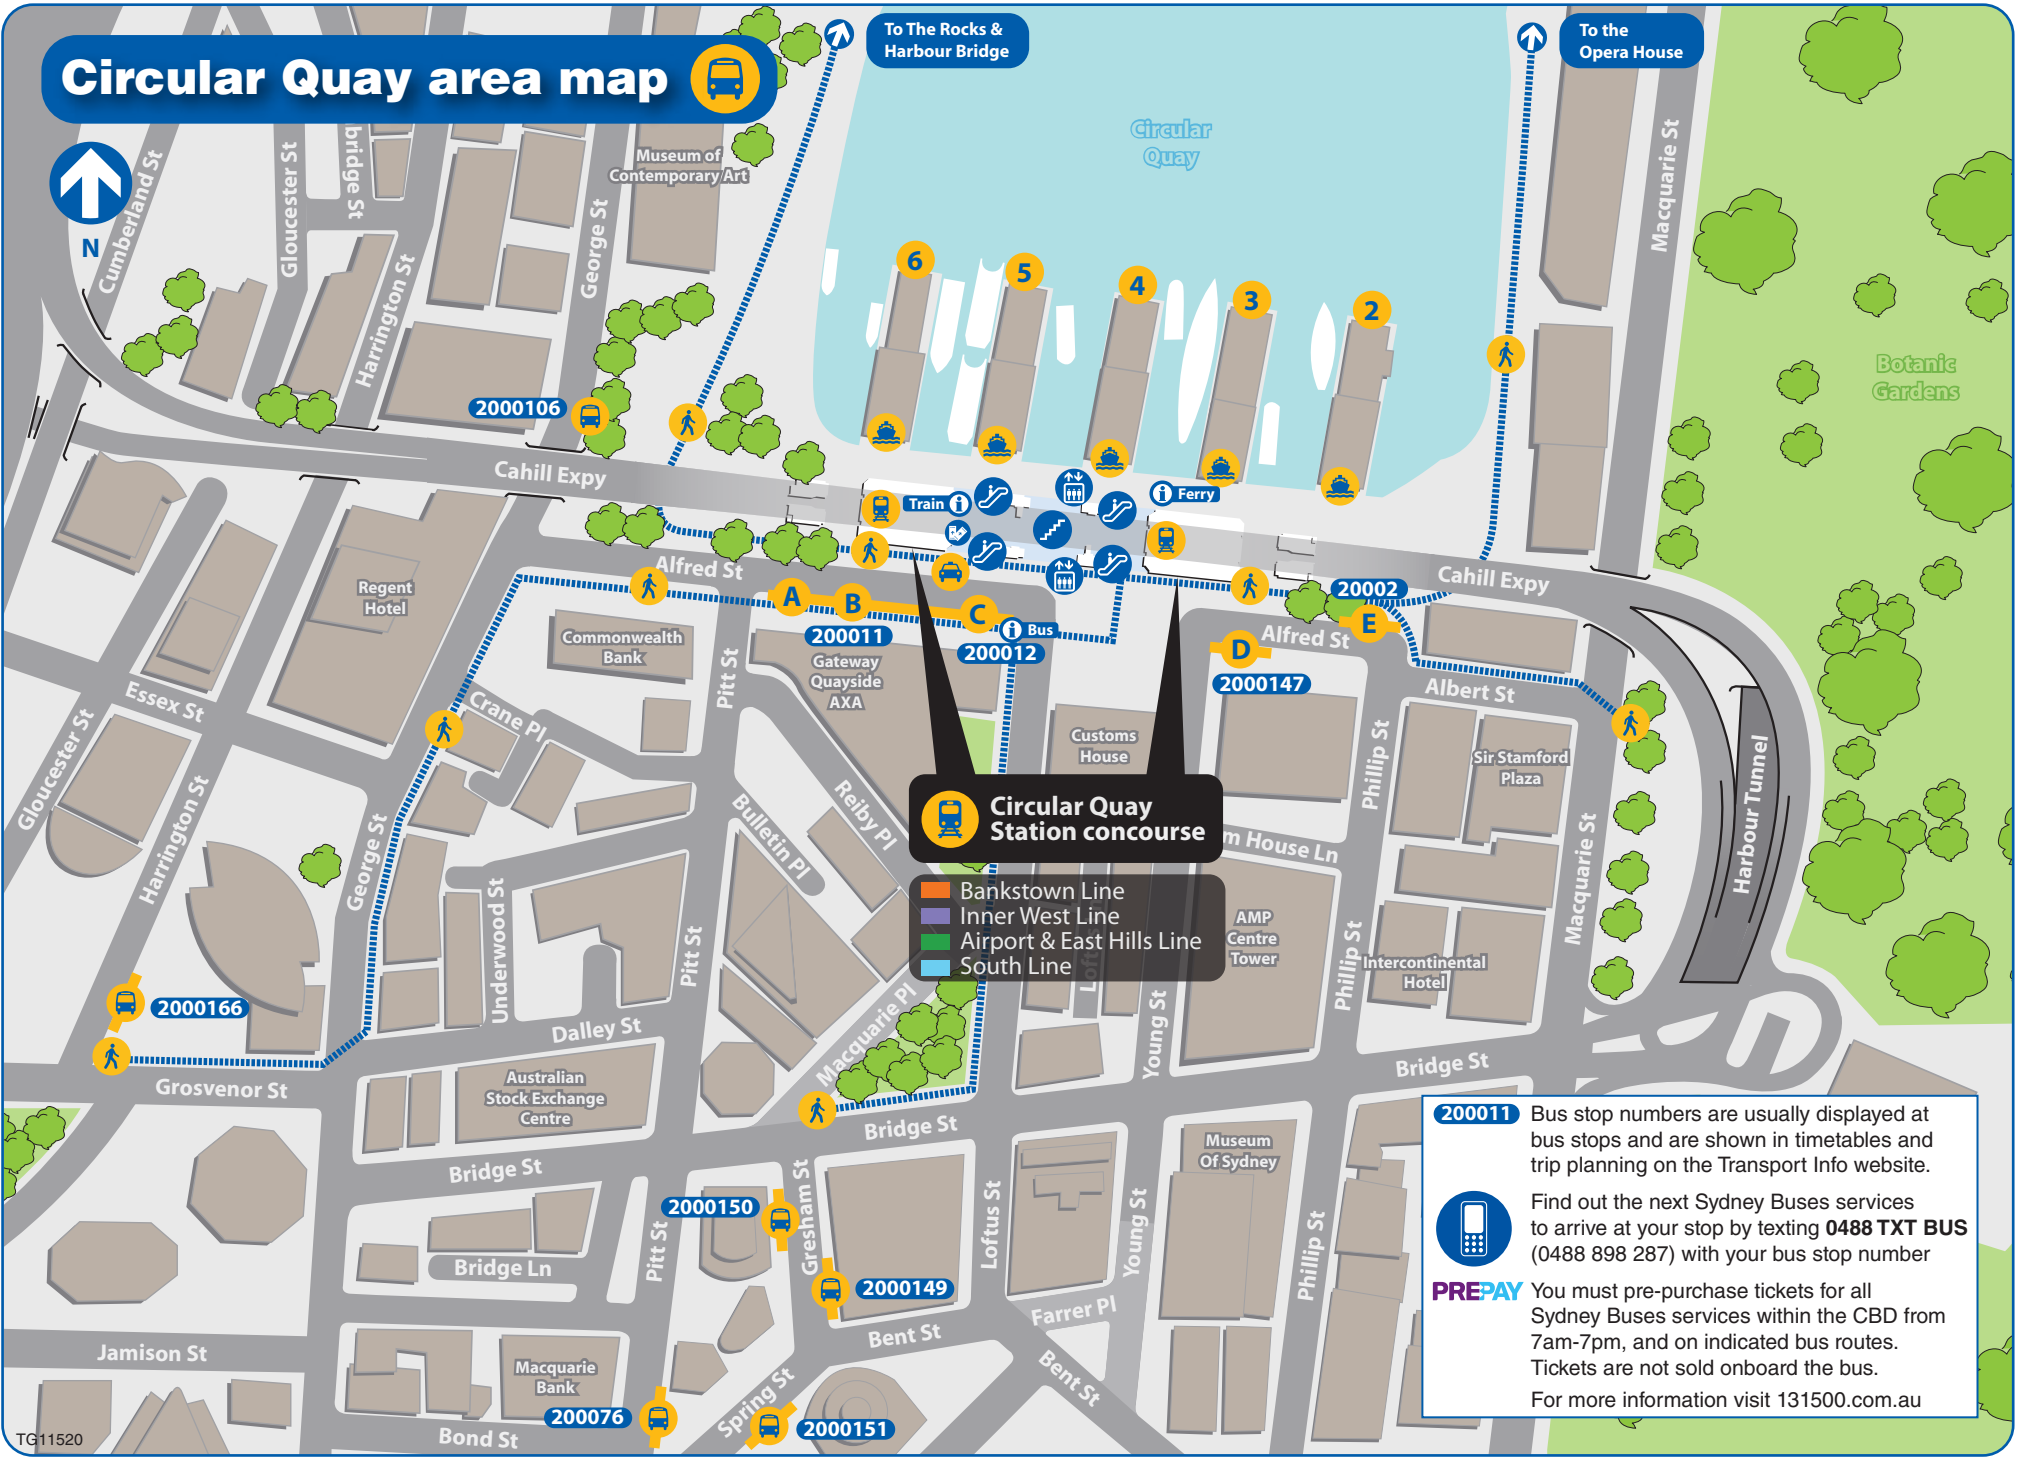 Circular Quay area map
To The Rocks &
Harbour Bridge
To the
Opera House
N
Circular
Quay
Museum of
Contemporary Art
Cumberland St
Gloucester St
bridge St
Harrington St
George St
Macquarie St
Botanic
Gardens
6
5
4
3
2
2000106
Cahill Expy
Train
Ferry
Cahill Expy
Alfred St
A
B
C
200011
Bus
200012
20002
E
Alfred St
D
2000147
Albert St
Regent
Hotel
Commonwealth
Bank
Gateway
Quayside
AXA
Pitt St
Essex St
Crane Pl
Gloucester St
Harrington St
George St
Customs
House
Phillip St
Sir Stamford
Plaza
Harbour Tunnel
Macquarie St
Reiby Pl
Bulletin Pl
Circular Quay
Station concourse
m House Ln
Bankstown Line
Inner West Line
Airport & East Hills Line
South Line
Loftus
AMP
Centre
Tower
Intercontinental
Hotel
Phillip St
Underwood St
Pitt St
2000166
Dalley St
Macquarie Pl
Young St
Grosvenor St
Australian
Stock Exchange
Centre
Bridge St
Bridge St
Bridge St
Museum
Of Sydney
2000150
Gresham St
Loftus St
Young St
Phillip St
Pitt St
Bridge Ln
2000149
Farrer Pl
Bent St
Bent St
Jamison St
Macquarie
Bank
200076
Spring St
2000151
Bond St
TG11520
200011
Bus stop numbers are usually displayed at
bus stops and are shown in timetables and
trip planning on the Transport Info website.
Find out the next Sydney Buses services
to arrive at your stop by texting 0488 TXT BUS
(0488 898 287) with your bus stop number
PREPAY
You must pre-purchase tickets for all
Sydney Buses services within the CBD from
7am-7pm, and on indicated bus routes.
Tickets are not sold onboard the bus.
For more information visit 131500.com.au